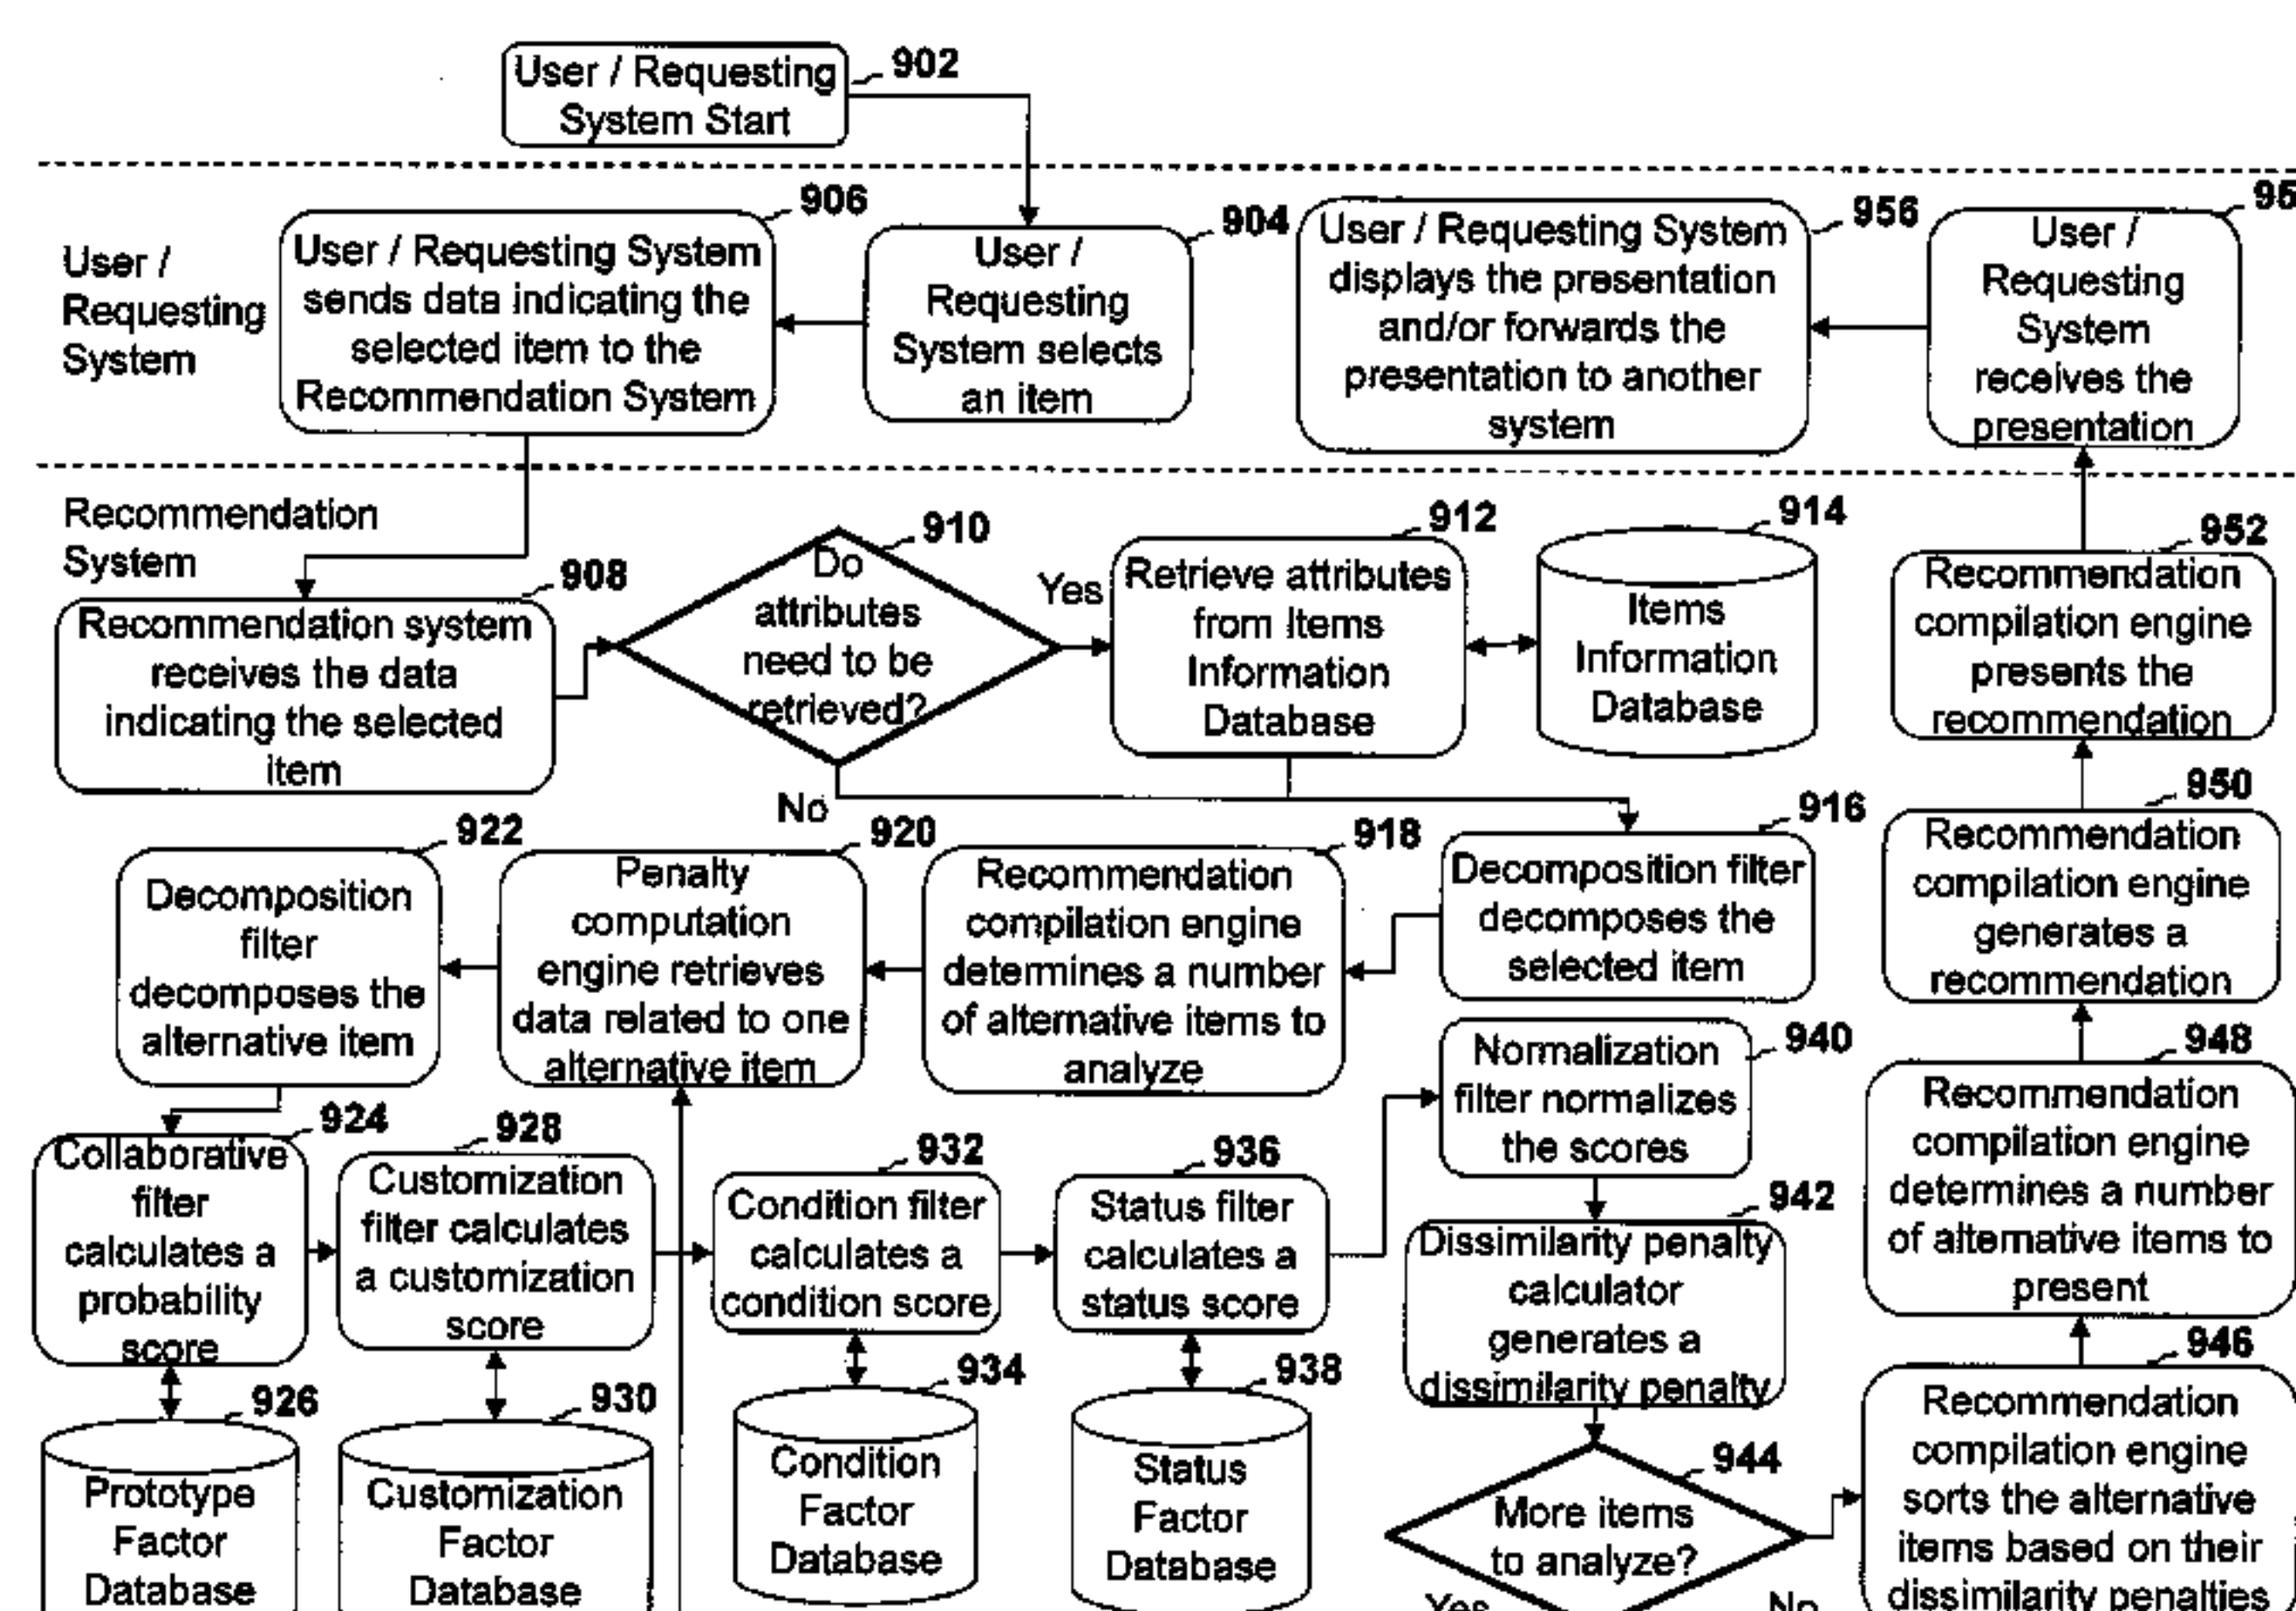 User / Requesting
System Start
902
User /
Requesting
System
906
User / Requesting System
sends data indicating the
selected item to the
Recommendation System
904
User /
Requesting
System selects
an item
956
User / Requesting System
displays the presentation
and/or forwards the
presentation to another
system
95
User /
Requesting
System
receives the
presentation
Recommendation
System
908
Recommendation system
receives the data
indicating the selected
item
910
Do
attributes
need to be
retrieved?
Yes
No
912
Retrieve attributes
from Items
Information
Database
914
Items
Information
Database
952
Recommendation
compilation engine
presents the
recommendation
922
Decomposition
filter
decomposes the
alternative item
920
Penalty
computation
engine retrieves
data related to one
alternative item
918
Recommendation
compilation engine
determines a number
of alternative items to
analyze
916
Decomposition filter
decomposes the
selected item
950
Recommendation
compilation engine
generates a
recommendation
924
Collaborative
filter
calculates a
probability
score
928
Customization
filter calculates
a customization
score
932
Condition filter
calculates a
condition score
936
Status filter
calculates a
status score
940
Normalization
filter normalizes
the scores
942
Dissimilarity penalty
calculator
generates a
dissimilarity penalty
948
Recommendation
compilation engine
determines a number
of alternative items to
present
926
Prototype
Factor
Database
930
Customization
Factor
Database
934
Condition
Factor
Database
938
Status
Factor
Database
944
More items
to analyze?
Yes
No
946
Recommendation
compilation engine
sorts the alternative
items based on their
dissimilarity penalties